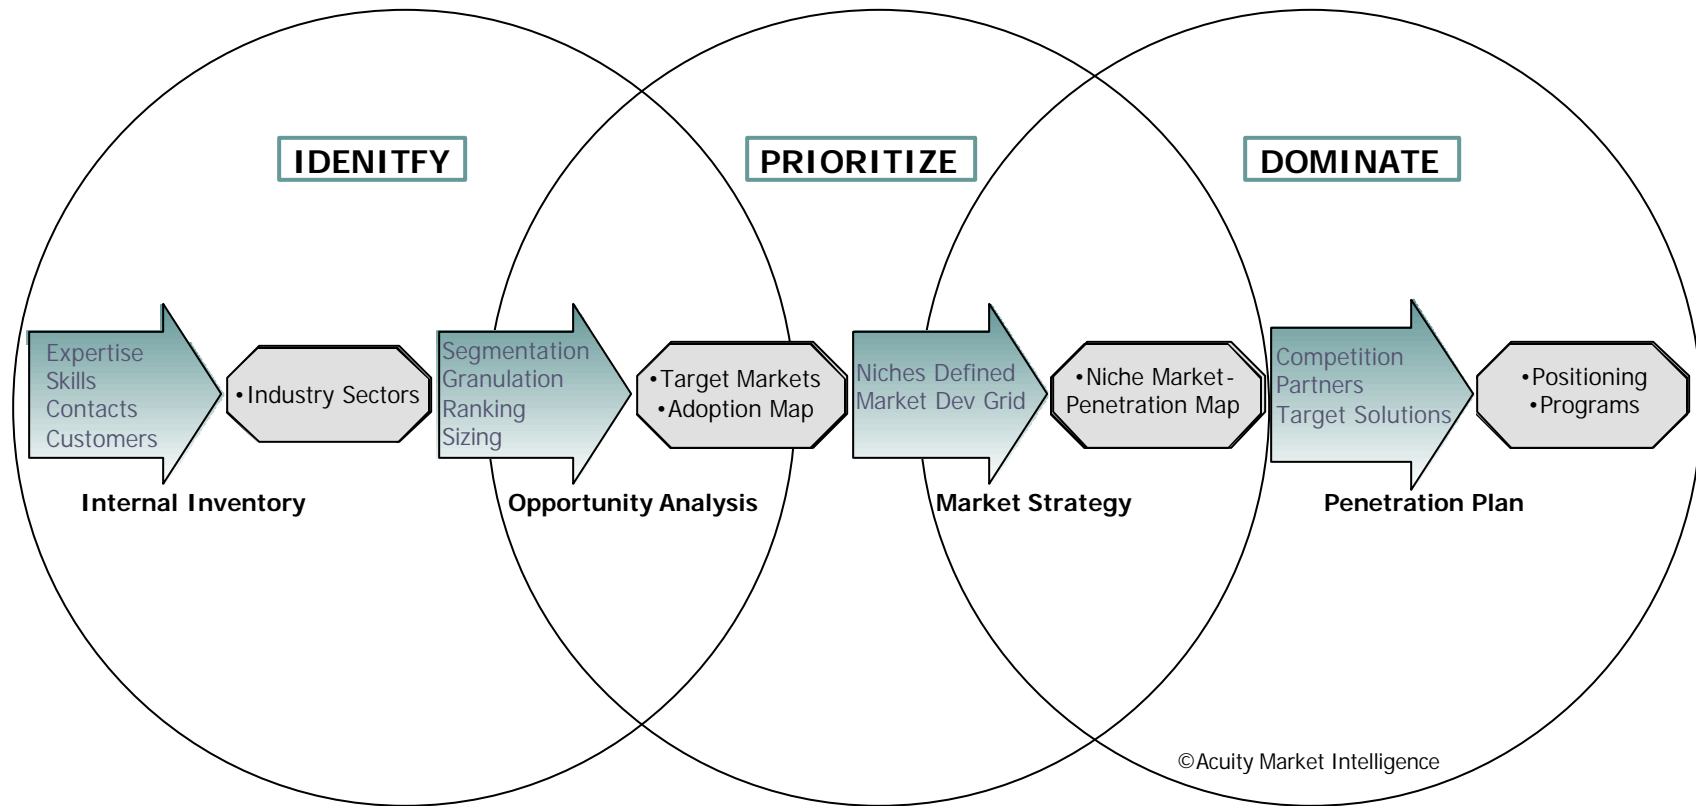 IDENITFY
PRIORITIZE
DOMINATE
Expertise
Skills
Contacts
Customers
•Industry Sectors
Internal Inventory
Segmentation
Granulation
Ranking
Sizing
•Target Markets
•Adoption Map
Opportunity Analysis
Niches Defined
Market Dev Grid
•Niche Market-
Penetration Map
Market Strategy
Competition
Partners
Target Solutions
•Positioning
•Programs
Penetration Plan
©Acuity Market Intelligence